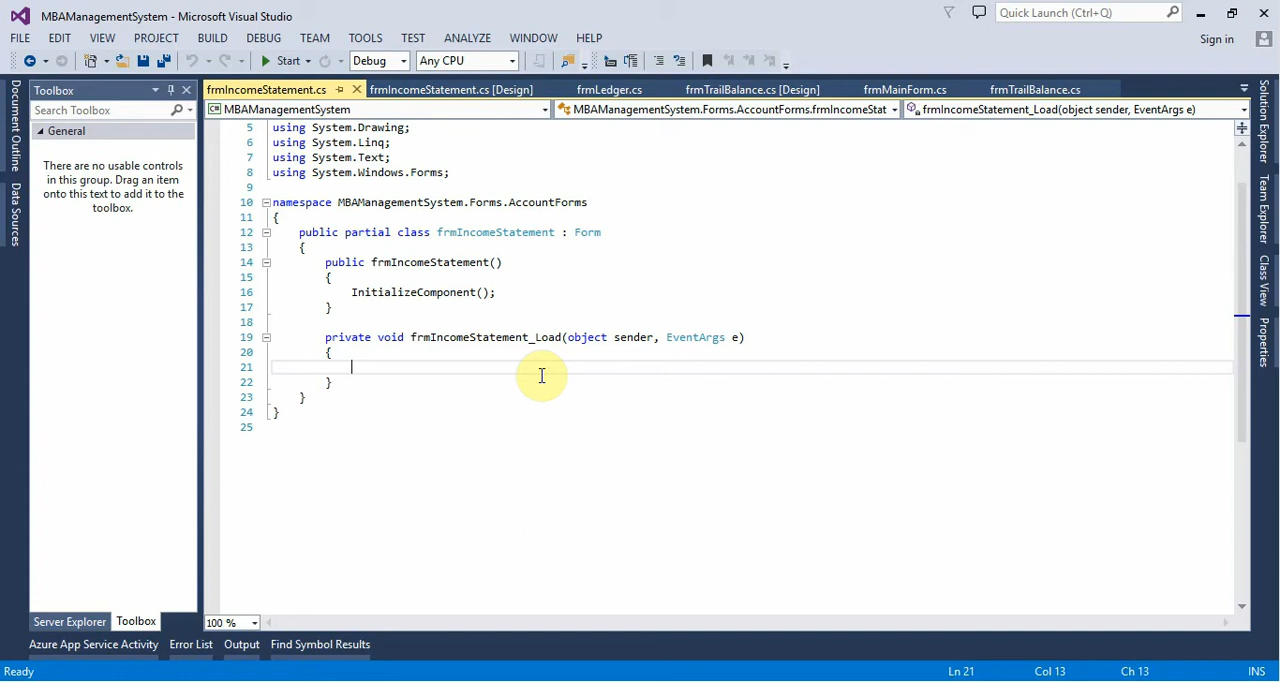 MBAManagementSystem - Microsoft Visual Studio
Quick Launch (Ctrl+Q)
FILE EDIT VIEW PROJECT BUILD DEBUG TEAM TOOLS TEST ANALYZE WINDOW HELP
Sign in
Start Debug Any CPU
Document Outline
Data Sources
Toolbox
Search Toolbox
General
There are no usable controls
in this group. Drag an item
onto this text to add it to the
toolbox.
Server Explorer Toolbox
frmIncomeStatement.cs frmIncomeStatement.cs [Design] frmLedger.cs frmTrailBalance.cs [Design] frmMainForm.cs frmTrailBalance.cs
MBAManagementSystem MBAManagementSystem.Forms.AccountForms.frmIncomeStat frmIncomeStatement_Load(object sender, EventArgs e)
5 using System.Drawing;
6 using System.Linq;
7 using System.Text;
8 using System.Windows.Forms;
9
10 namespace MBAManagementSystem.Forms.AccountForms
11 {
12 public partial class frmIncomeStatement : Form
13 {
14 public frmIncomeStatement()
15 {
16 InitializeComponent();
17 }
18
19 private void frmIncomeStatement_Load(object sender, EventArgs e)
20 {
21
22 }
23 }
24 }
25
100 %
Solution Explorer
Team Explorer
Class View
Properties
Azure App Service Activity Error List Output Find Symbol Results
Ready Ln 21 Col 13 Ch 13 INS